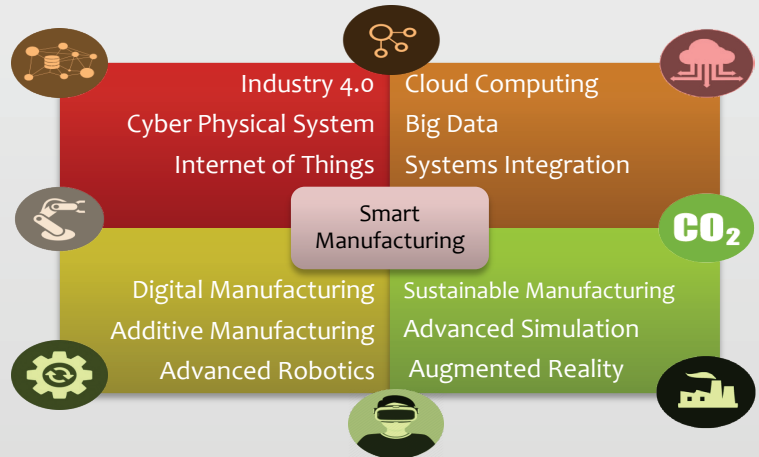 Industry 4.0
Cyber Physical System
Internet of Things
Cloud Computing
Big Data
Systems Integration
Smart
Manufacturing
CO₂
Digital Manufacturing
Additive Manufacturing
Advanced Robotics
Sustainable Manufacturing
Advanced Simulation
Augmented Reality